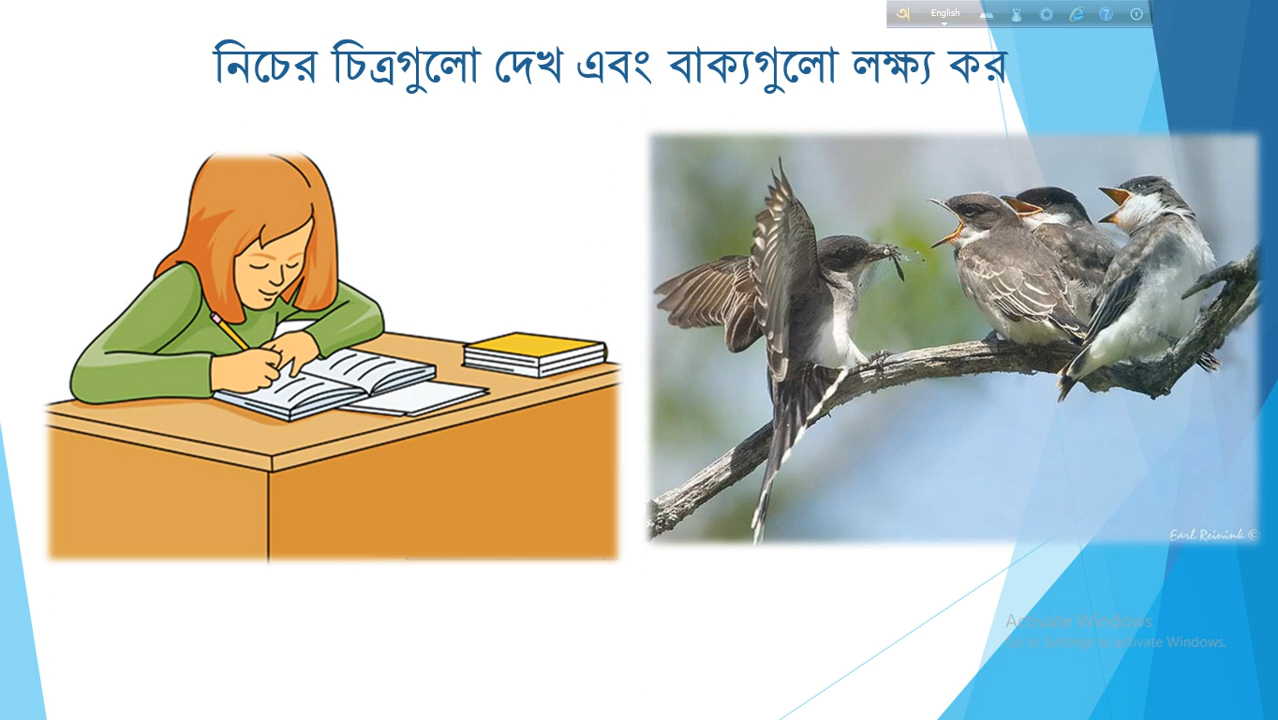 অ English
নিচের চিত্রগুলো দেখ এবং বাক্যগুলো লক্ষ্য কর
Earl Reinink ©
Activate Windows
Go to Settings to activate Windows.